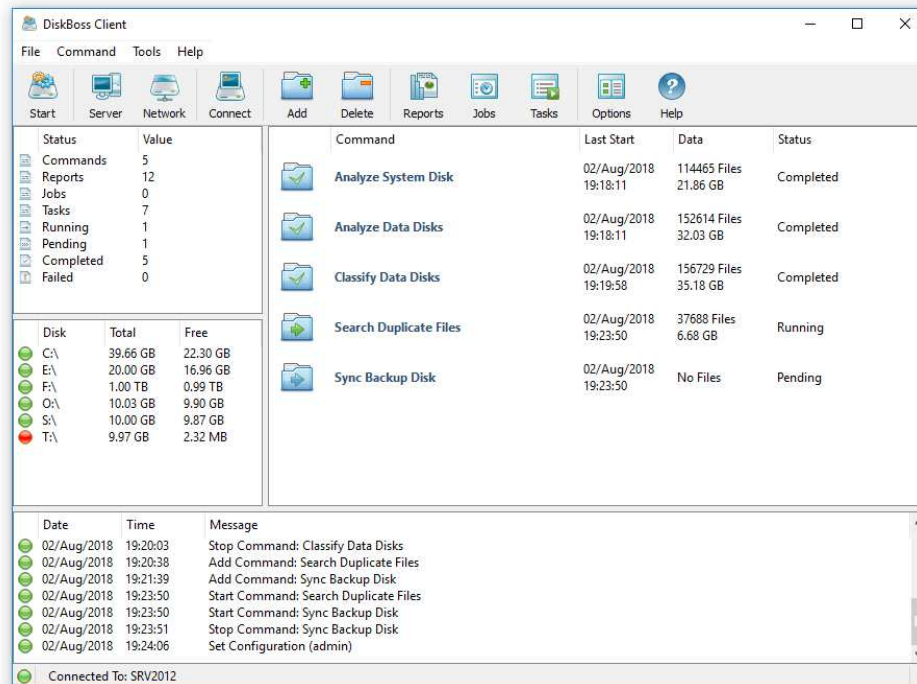 DiskBoss Client
File Command Tools Help
Start Server Network Connect Add Delete Reports Jobs Tasks Options Help
Status Value
Commands 5
Reports 12
Jobs 0
Tasks 7
Running 1
Pending 1
Completed 5
Failed 0
Disk Total Free
C:\ 39.66 GB 22.30 GB
E:\ 20.00 GB 16.96 GB
F:\ 1.00 TB 0.99 TB
O:\ 10.03 GB 9.90 GB
S:\ 10.00 GB 9.87 GB
T:\ 9.97 GB 2.32 MB
Command Last Start Data Status
Analyze System Disk 02/Aug/2018 19:18:11 114465 Files 21.86 GB Completed
Analyze Data Disks 02/Aug/2018 19:18:11 152614 Files 32.03 GB Completed
Classify Data Disks 02/Aug/2018 19:19:58 156729 Files 35.18 GB Completed
Search Duplicate Files 02/Aug/2018 19:23:50 37688 Files 6.68 GB Running
Sync Backup Disk 02/Aug/2018 19:23:50 No Files Pending
Date Time Message
02/Aug/2018 19:20:03 Stop Command: Classify Data Disks
02/Aug/2018 19:20:38 Add Command: Search Duplicate Files
02/Aug/2018 19:21:39 Add Command: Sync Backup Disk
02/Aug/2018 19:23:50 Start Command: Search Duplicate Files
02/Aug/2018 19:23:50 Start Command: Sync Backup Disk
02/Aug/2018 19:23:51 Stop Command: Sync Backup Disk
02/Aug/2018 19:24:06 Set Configuration (admin)
Connected To: SRV2012